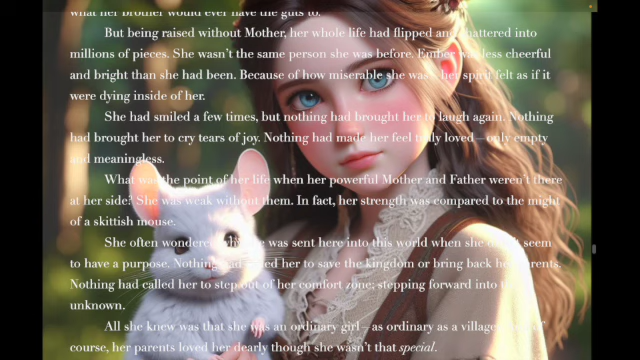 what her brother would ever have the guts to.
But being raised without Mother, her whole life had flipped and shattered into
millions of pieces. She wasn't the same person she was before. Ember was less cheerful
and bright than she had been. Because of how miserable she was, her spirit felt as if it
were dying inside of her.
She had smiled a few times, but nothing had brought her to laugh again. Nothing
had brought her to cry tears of joy. Nothing had made her feel truly loved—only empty
and meaningless.
What was the point of her life when her powerful Mother and Father weren't there
at her side? She was weak without them. In fact, her strength was compared to the might
of a skittish mouse.
She often wondered why she was sent here into this world when she didn't seem
to have a purpose. Nothing had called her to save the kingdom or bring back her parents.
Nothing had called her to step out of her comfort zone; stepping forward into the
unknown.
All she knew was that she was an ordinary girl—as ordinary as a village Of
course, her parents loved her dearly though she wasn't that special.